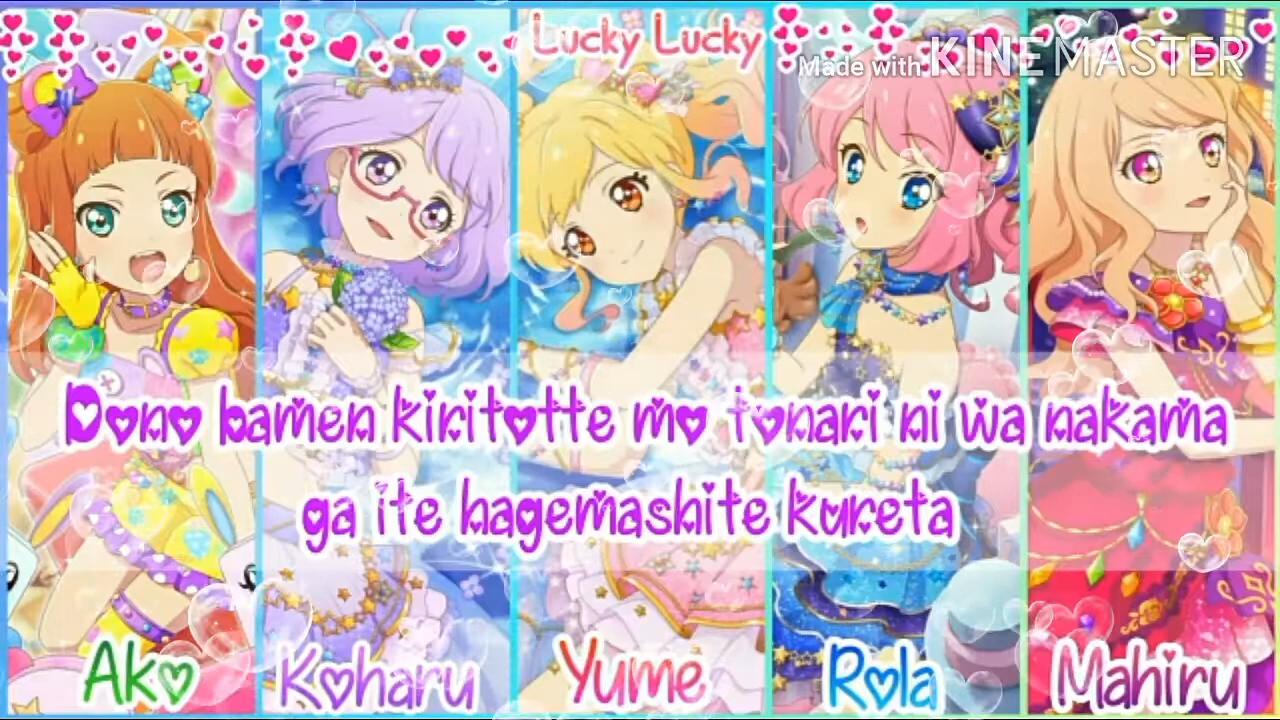 Lucky Lucky
Made with KINEMASTER
Dono bamen kiritotte mo tonari ni wa nakama
ga ite hagemashite kureta
Ako Koharu Yume Rola Mahiru